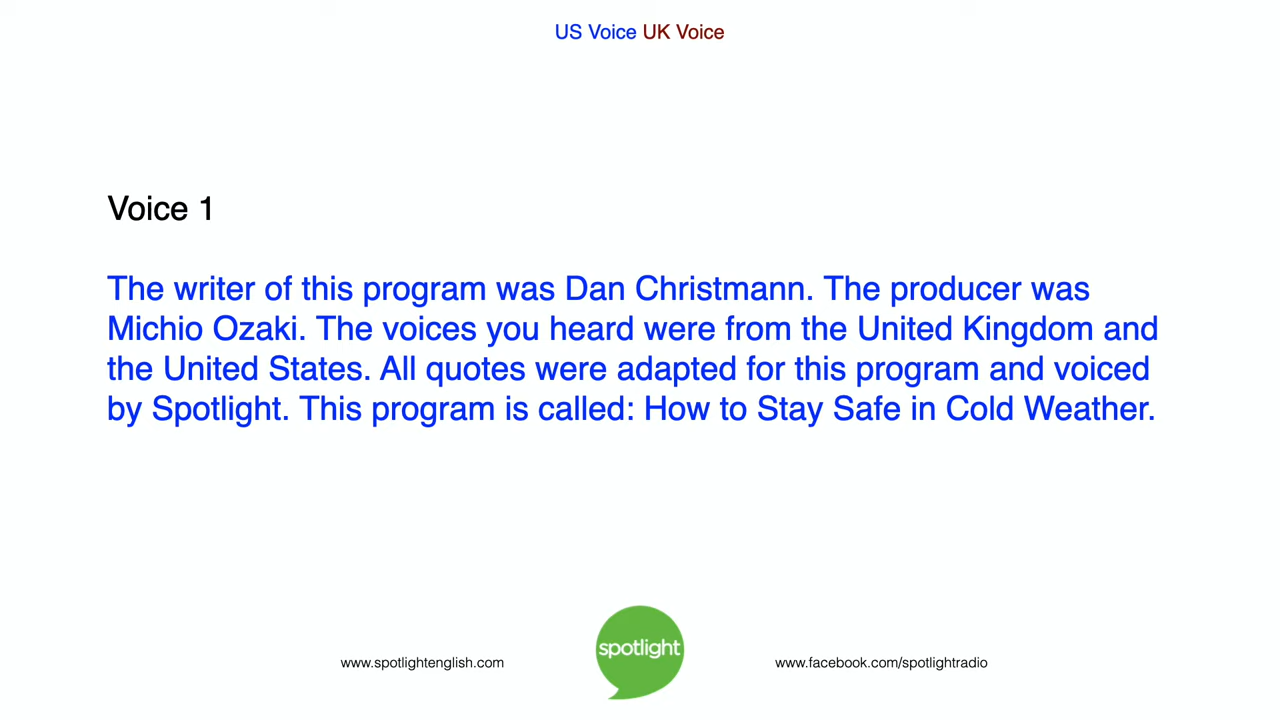 US Voice UK Voice
Voice 1
The writer of this program was Dan Christmann. The producer was
Michio Ozaki. The voices you heard were from the United Kingdom and
the United States. All quotes were adapted for this program and voiced
by Spotlight. This program is called: How to Stay Safe in Cold Weather.
spotlight
www.spotlightenglish.com
www.facebook.com/spotlightradio